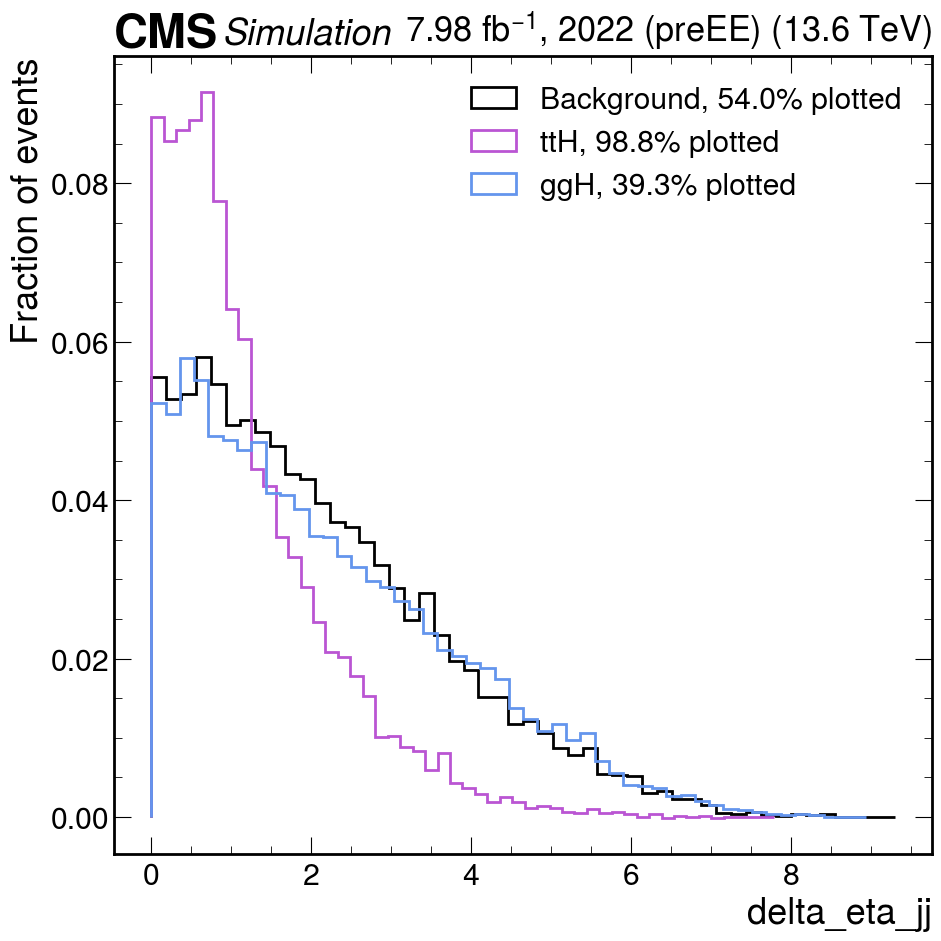 CMS Simulation 7.98 fb⁻¹, 2022 (preEE) (13.6 TeV)
Fraction of events
Background, 54.0% plotted
ttH, 98.8% plotted
ggH, 39.3% plotted
0.08
0.06
0.04
0.02
0.00
0 2 4 6 8
delta_eta_jj